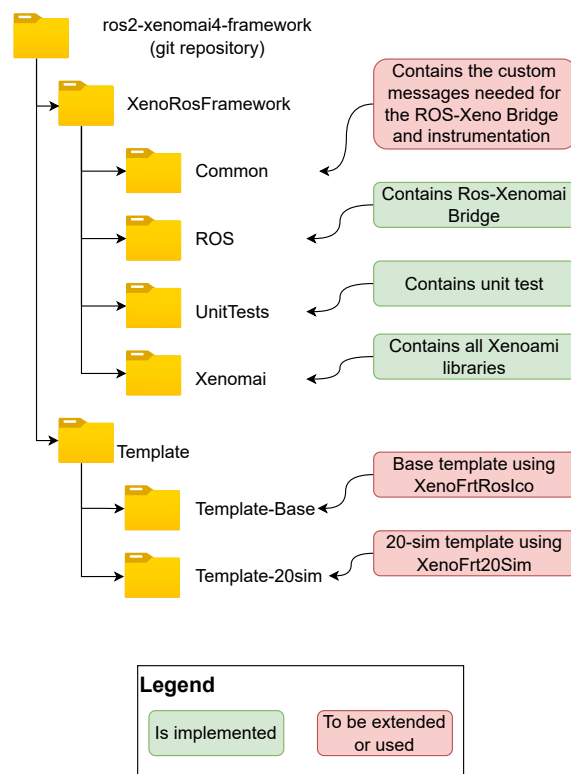 ros2-xenomai4-framework
(git repository)
XenoRosFramework
Contains the custom
messages needed for
the ROS-Xeno Bridge
and instrumentation
Common
Contains Ros-Xenomai
Bridge
ROS
Contains unit test
UnitTests
Contains all Xenoami
libraries
Xenomai
Template
Base template using
XenoFrtRosIco
Template-Base
20-sim template using
XenoFrt20Sim
Template-20sim
Legend
Is implemented
To be extended
or used